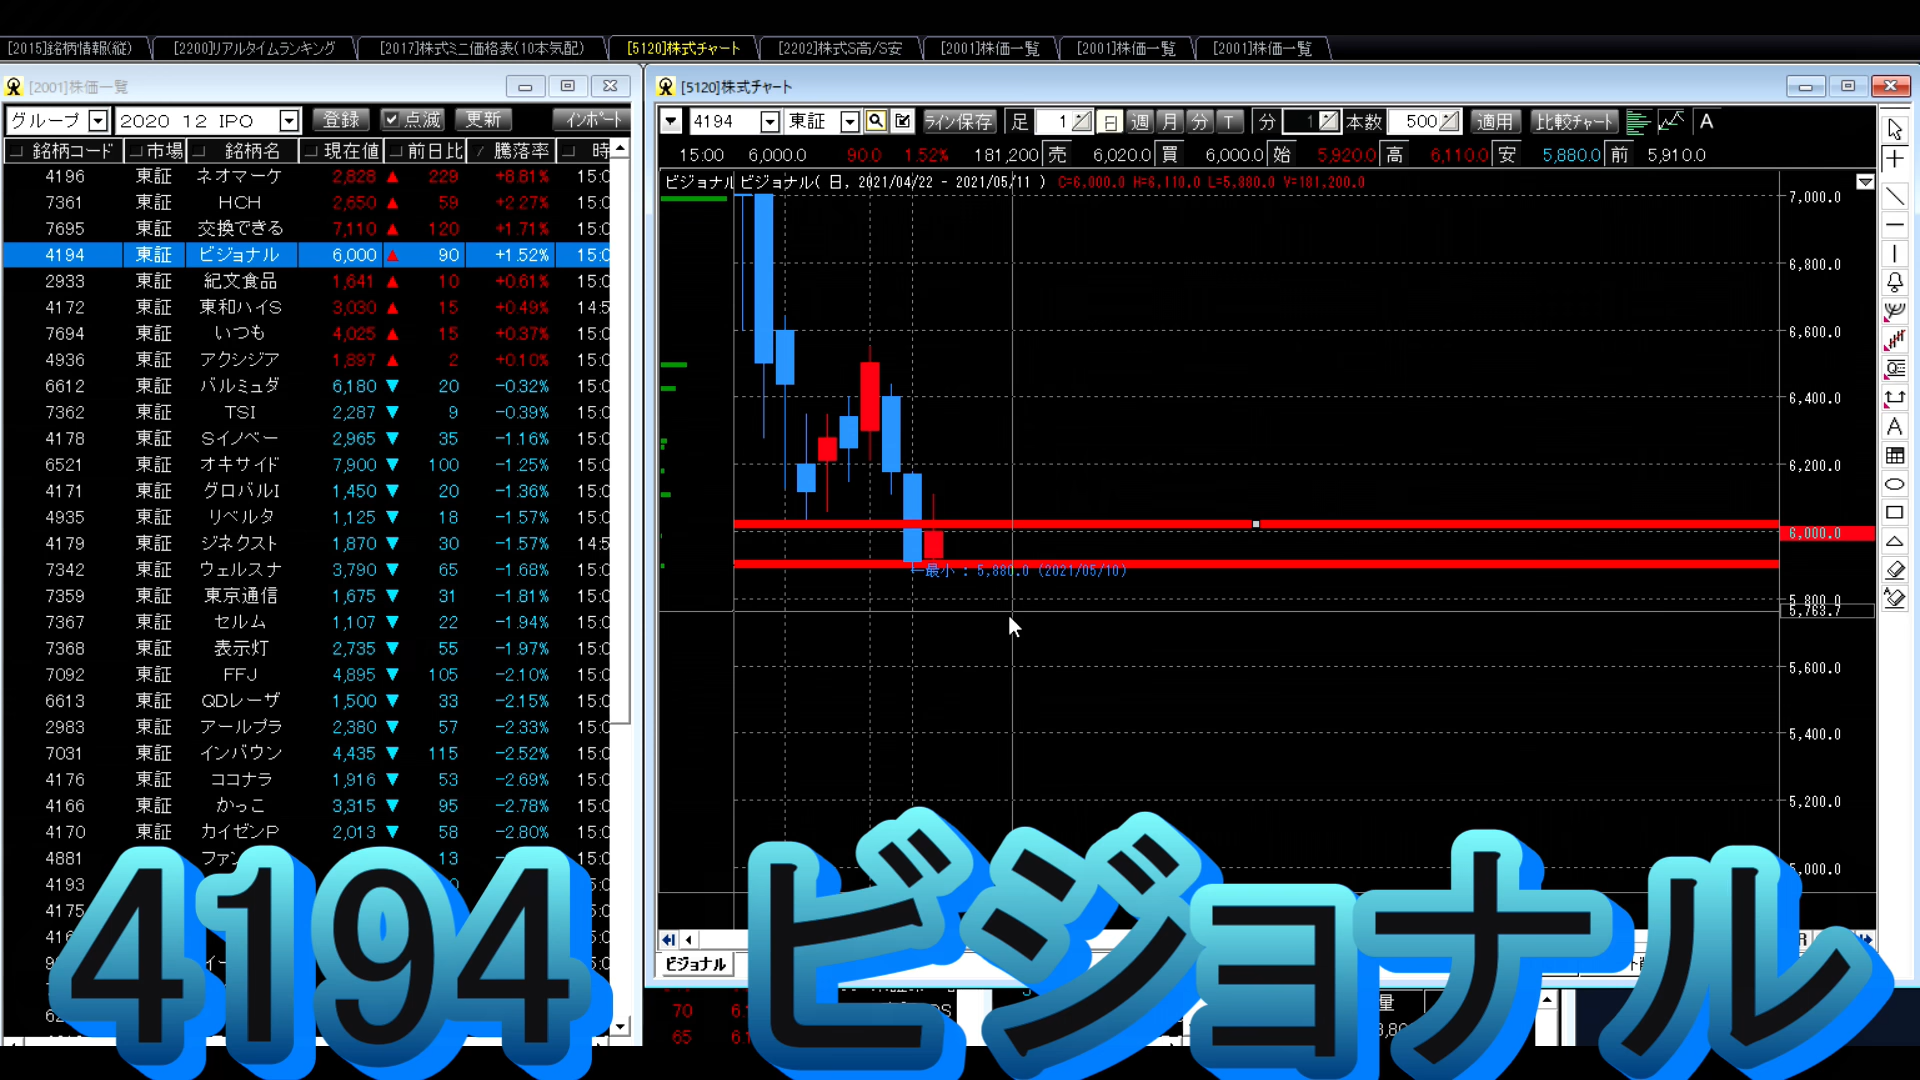 [2015]銘柄情報(縦) [2200]リアルタイムランキング [2017]株式ミニ価格表(10本気配) [5120]株式チャート [2202]株式S高/S安 [2001]株価一覧 [2001]株価一覧 [2001]株価一覧
[2001]株価一覧
グループ 2020 12 IPO 登録 点滅 更新 インポート
銘柄コード 市場 銘柄名 現在値 前日比 騰落率 時
4196 東証 ネオマーケ 2,828 ▲ 229 +8.81% 15:0
7361 東証 HCH 2,650 ▲ 59 +2.27% 15:0
7695 東証 交換できる 7,110 ▲ 120 +1.71% 15:0
4194 東証 ビジョナル 6,000 ▲ 90 +1.52% 15:0
2933 東証 紀文食品 1,641 ▲ 10 +0.61% 15:0
4172 東証 東和ハイS 3,030 ▲ 15 +0.49% 14:5
7694 東証 いつも 4,025 ▲ 15 +0.37% 15:0
4936 東証 アクシジア 1,897 ▲ 2 +0.10% 15:0
6612 東証 バルミュダ 6,180 ▼ 20 -0.32% 15:0
7362 東証 TSI 2,287 ▼ 9 -0.39% 15:0
4178 東証 Sイノベー 2,965 ▼ 35 -1.16% 15:0
6521 東証 オキサイド 7,900 ▼ 100 -1.25% 15:0
4171 東証 グロバルI 1,450 ▼ 20 -1.36% 15:0
4935 東証 リベルタ 1,125 ▼ 18 -1.57% 15:0
4179 東証 ジネクスト 1,870 ▼ 30 -1.57% 14:5
7342 東証 ウェルスナ 3,790 ▼ 65 -1.68% 15:0
7359 東証 東京通信 1,675 ▼ 31 -1.81% 15:0
7367 東証 セルム 1,107 ▼ 22 -1.94% 15:0
7368 東証 表示灯 2,735 ▼ 55 -1.97% 15:0
7092 東証 FFJ 4,895 ▼ 105 -2.10% 15:0
6613 東証 QDレーザ 1,500 ▼ 33 -2.15% 15:0
2983 東証 アールプラ 2,380 ▼ 57 -2.33% 15:0
7031 東証 インバウン 4,435 ▼ 115 -2.52% 15:0
4176 東証 ココナラ 1,916 ▼ 53 -2.69% 15:0
4166 東証 かっこ 3,315 ▼ 95 -2.78% 15:0
4170 東証 カイゼンP 2,013 ▼ 58 -2.80% 15:0
4881 東証 ファン 13 15:0
4193
4175
[5120]株式チャート
4194 東証 ライン保存 足 1 日 週 月 分 T 分 1 本数 500 適用 比較チャート A
15:00 6,000.0 90.0 1.52% 181,200 売 6,020.0 買 6,000.0 始 5,920.0 高 6,110.0 安 5,880.0 前 5,910.0
ビジョナル ビジョナル( 日, 2021/04/22 - 2021/05/11 ) C=6,000.0 H=6,110.0 L=5,880.0 V=181,200.0
7,000.0
6,800.0
6,600.0
6,400.0
6,200.0
6,000.0
←最小 : 5,880.0 (2021/05/10)
5,800.0
5,763.7
5,600.0
5,400.0
5,200.0
5,000.0
ビジョナル
70
65
量
4194 ビジョナル